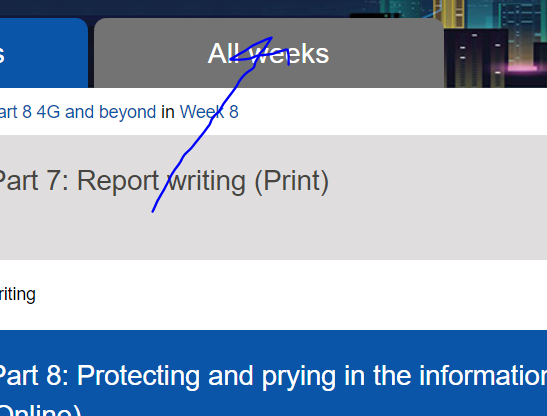 s All weeks
art 8 4G and beyond in Week 8
Part 7: Report writing (Print)
riting
Part 8: Protecting and prying in the information
Online)